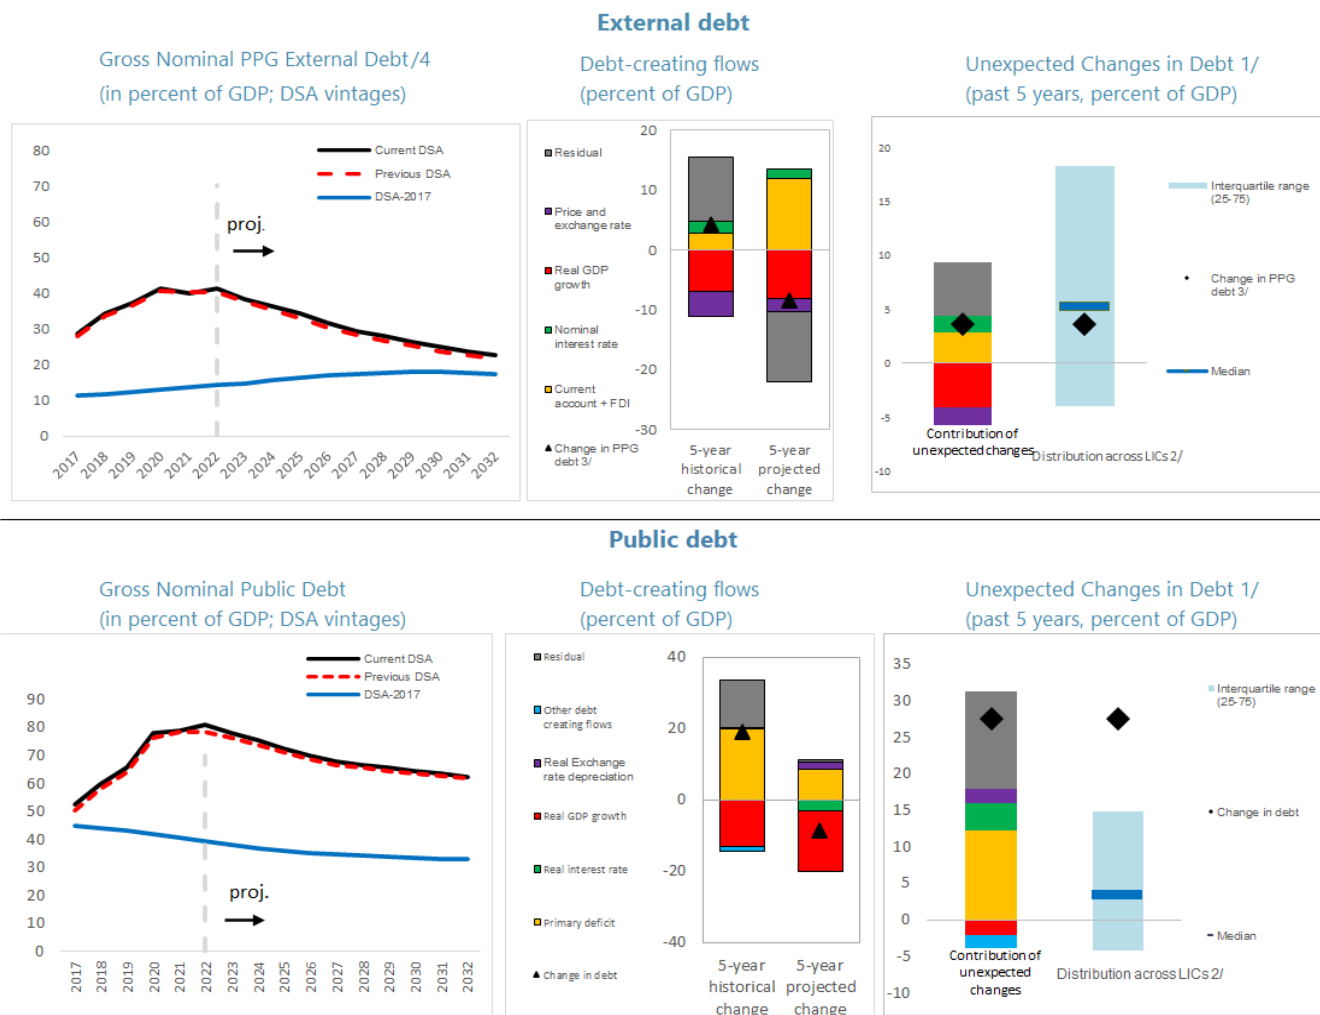 External debt
Gross Nominal PPG External Debt/4
(in percent of GDP; DSA vintages)
80
70
60
50
40
30
20
10
0
Current DSA
Previous DSA
DSA-2017
proj.
2017
2018
2019
2020
2021
2022
2023
2024
2025
2026
2027
2028
2029
2030
2031
2032
Debt-creating flows
(percent of GDP)
Residual
Price and
exchange rate
Real GDP
growth
Nominal
interest rate
Current
account + FDI
Change in PPG
debt 3/
20
10
0
-10
-20
-30
5-year
historical
change
5-year
projected
change
Unexpected Changes in Debt 1/
(past 5 years, percent of GDP)
20
15
10
5
0
-5
-10
Contribution of
unexpected changes
Distribution across LICs 2/
Interquartile range
(25-75)
Change in PPG
debt 3/
Median
Public debt
Gross Nominal Public Debt
(in percent of GDP; DSA vintages)
90
80
70
60
50
40
30
20
10
0
Current DSA
Previous DSA
DSA-2017
proj.
2017
2018
2019
2020
2021
2022
2023
2024
2025
2026
2027
2028
2029
2030
2031
2032
Debt-creating flows
(percent of GDP)
Residual
Other debt
creating flows
Real Exchange
rate depreciation
Real GDP growth
Real interest rate
Primary deficit
Change in debt
40
20
0
-20
-40
5-year
historical
change
5-year
projected
change
Unexpected Changes in Debt 1/
(past 5 years, percent of GDP)
35
30
25
20
15
10
5
0
-5
-10
Contribution of
unexpected
changes
Distribution across LICs 2/
Interquartile range
(25-75)
Change in debt
Median